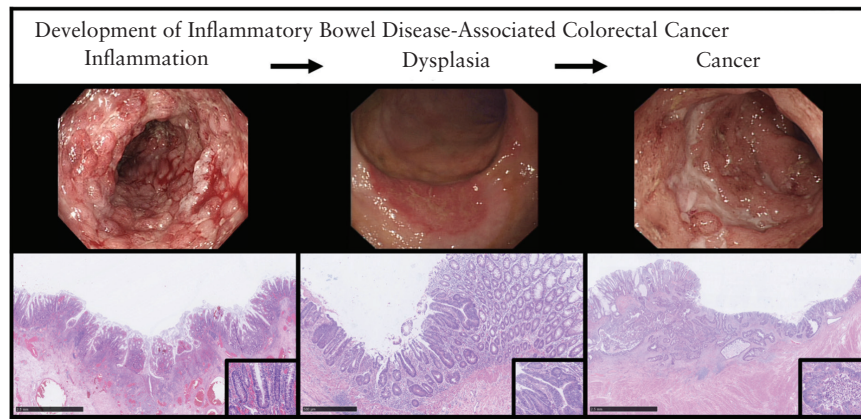 Development of Inflammatory Bowel Disease-Associated Colorectal Cancer
Inflammation Dysplasia Cancer